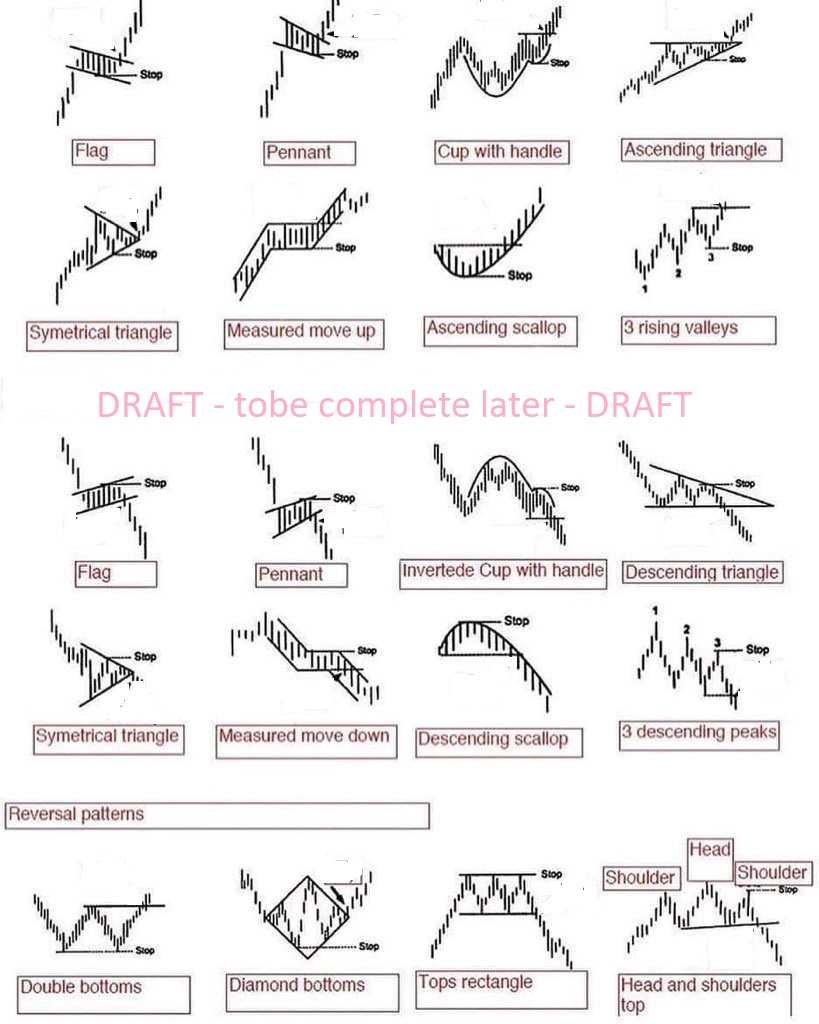 Stop
Stop
Stop
Stop
Flag
Pennant
Cup with handle
Ascending triangle
Stop
Stop
Stop
Stop
1
2
3
Symetrical triangle
Measured move up
Ascending scallop
3 rising valleys
DRAFT - tobe complete later - DRAFT
Stop
Stop
Stop
Stop
Flag
Pennant
Invertede Cup with handle
Descending triangle
Stop
Stop
Stop
1
2
3
Stop
Symetrical triangle
Measured move down
Descending scallop
3 descending peaks
Reversal patterns
Stop
Stop
Stop
Shoulder
Head
Shoulder
Stop
Double bottoms
Diamond bottoms
Tops rectangle
Head and shoulders
top